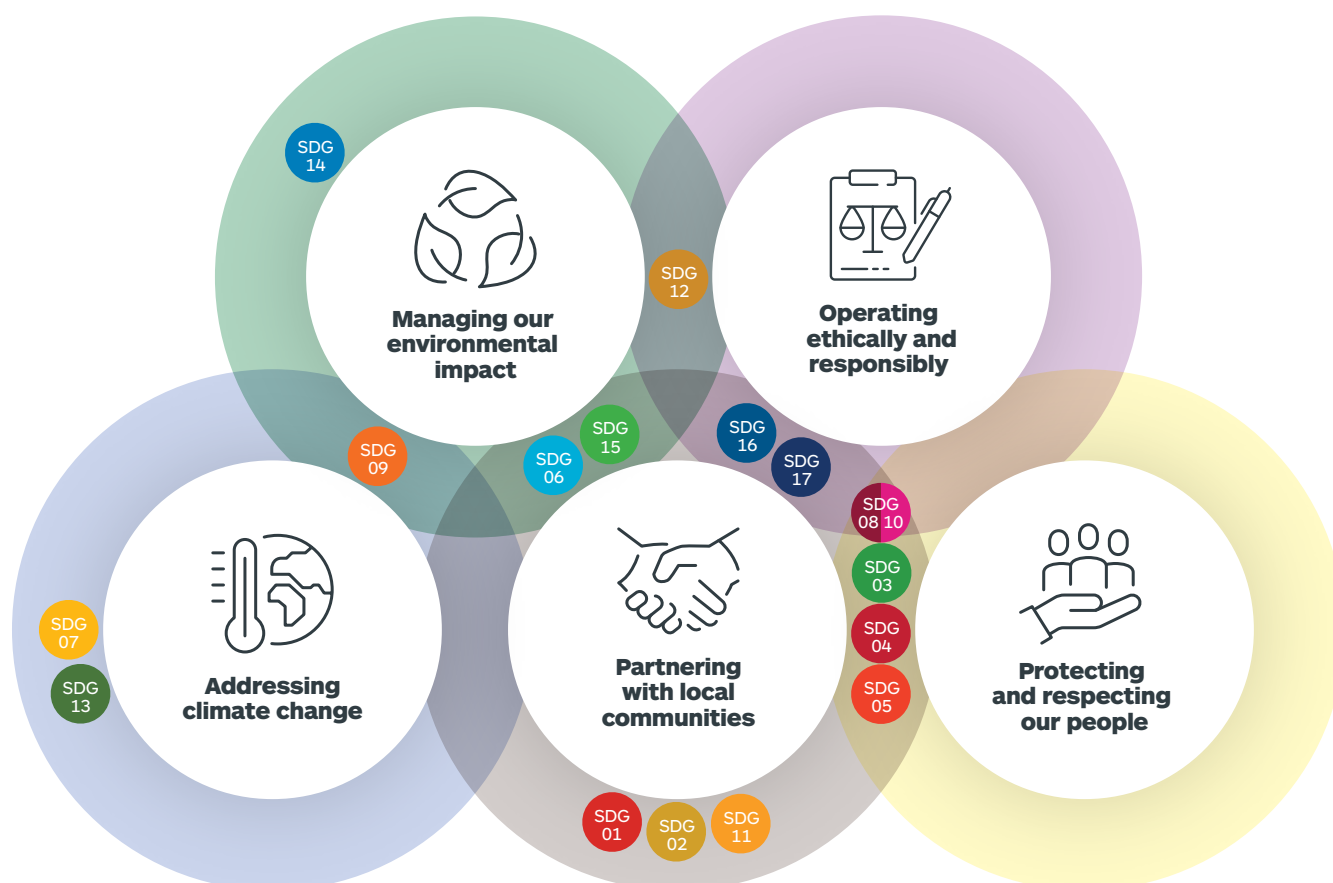 SDG
14
Managing our
environmental
impact
SDG
12
Operating
ethically and
responsibly
SDG
09
SDG
06
SDG
15
SDG
16
SDG
17
SDG
08 10
SDG
03
SDG
04
SDG
05
SDG
07
SDG
13
Addressing
climate change
Partnering
with local
communities
Protecting
and respecting
our people
SDG
01
SDG
02
SDG
11